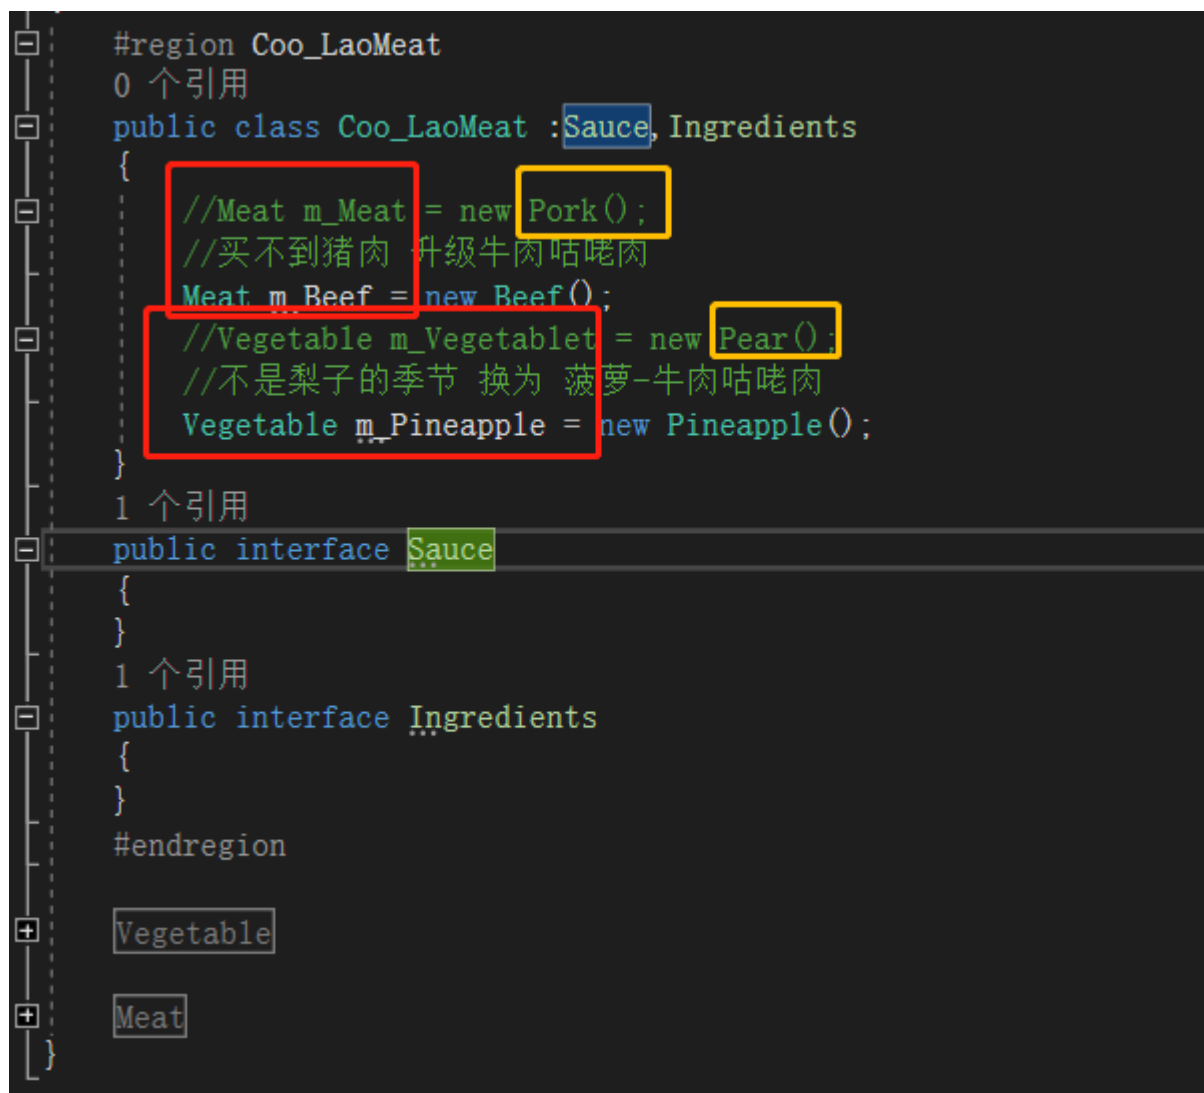 #region Coo_LaoMeat
0 个引用
public class Coo_LaoMeat :Sauce,Ingredients
{
//Meat m_Meat = new Pork();
//买不到猪肉 升级牛肉咕咾肉
Meat m_Beef = new Beef();
//Vegetable m_Vegetablet = new Pear();
//不是梨子的季节 换为 菠萝-牛肉咕咾肉
Vegetable m_Pineapple = new Pineapple();
}
1 个引用
public interface Sauce
{
}
1 个引用
public interface Ingredients
{
}
#endregion
Vegetable
Meat
}